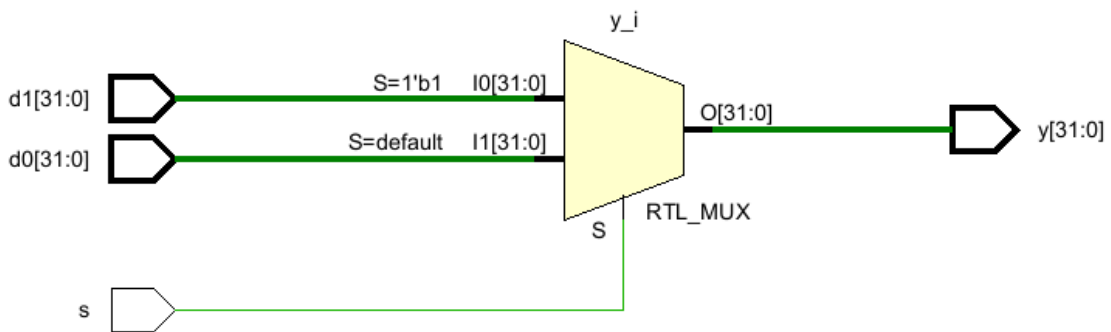 y_i
d1[31:0] S=1'b1 I0[31:0]
O[31:0] y[31:0]
d0[31:0] S=default I1[31:0]
S RTL_MUX
s